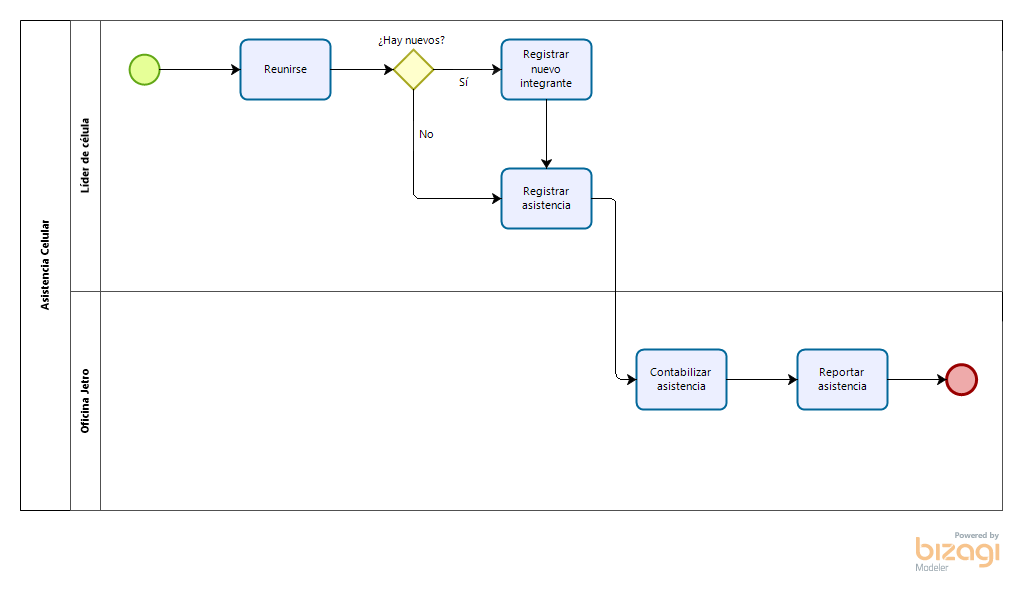 Asistencia Celular
Líder de célula
¿Hay nuevos?
Reunirse
Sí
Registrar
nuevo
integrante
No
Registrar
asistencia
Oficina Jetro
Contabilizar
asistencia
Reportar
asistencia
Powered by
bizagi
Modeler